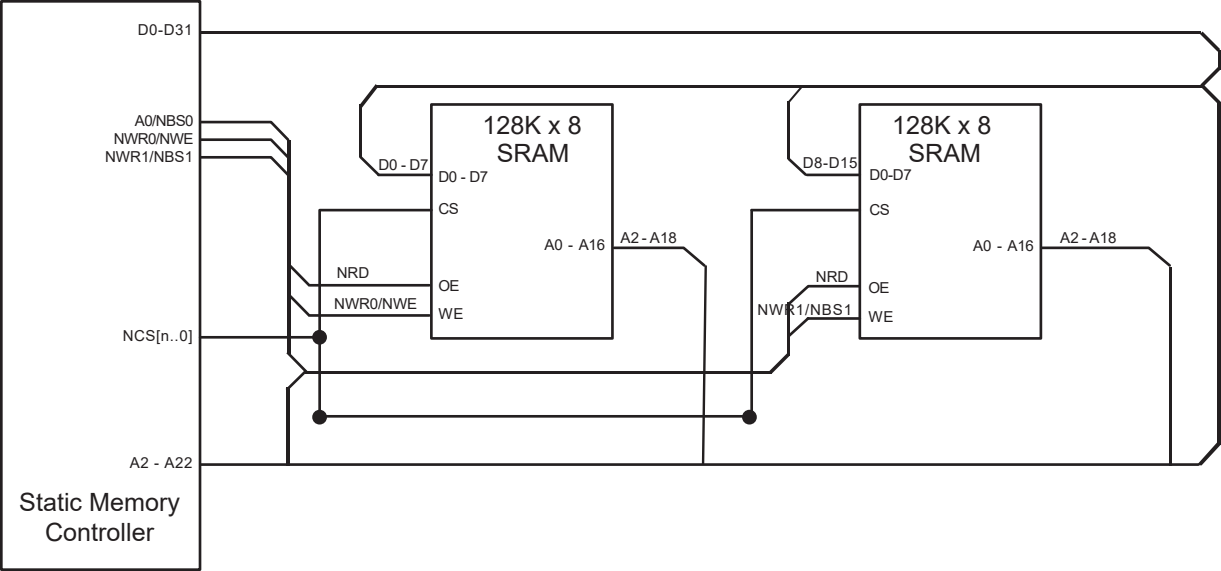 D0-D31
A0/NBS0
NWR0/NWE
NWR1/NBS1
NCS[n..0]
A2 - A22
Static Memory
Controller
128K x 8
SRAM
D0 - D7
D0 - D7
CS
A0 - A16
A2 - A18
NRD
OE
NWR0/NWE
WE
128K x 8
SRAM
D8-D15
D0-D7
CS
A0 - A16
A2 - A18
NRD
OE
NWR1/NBS1
WE